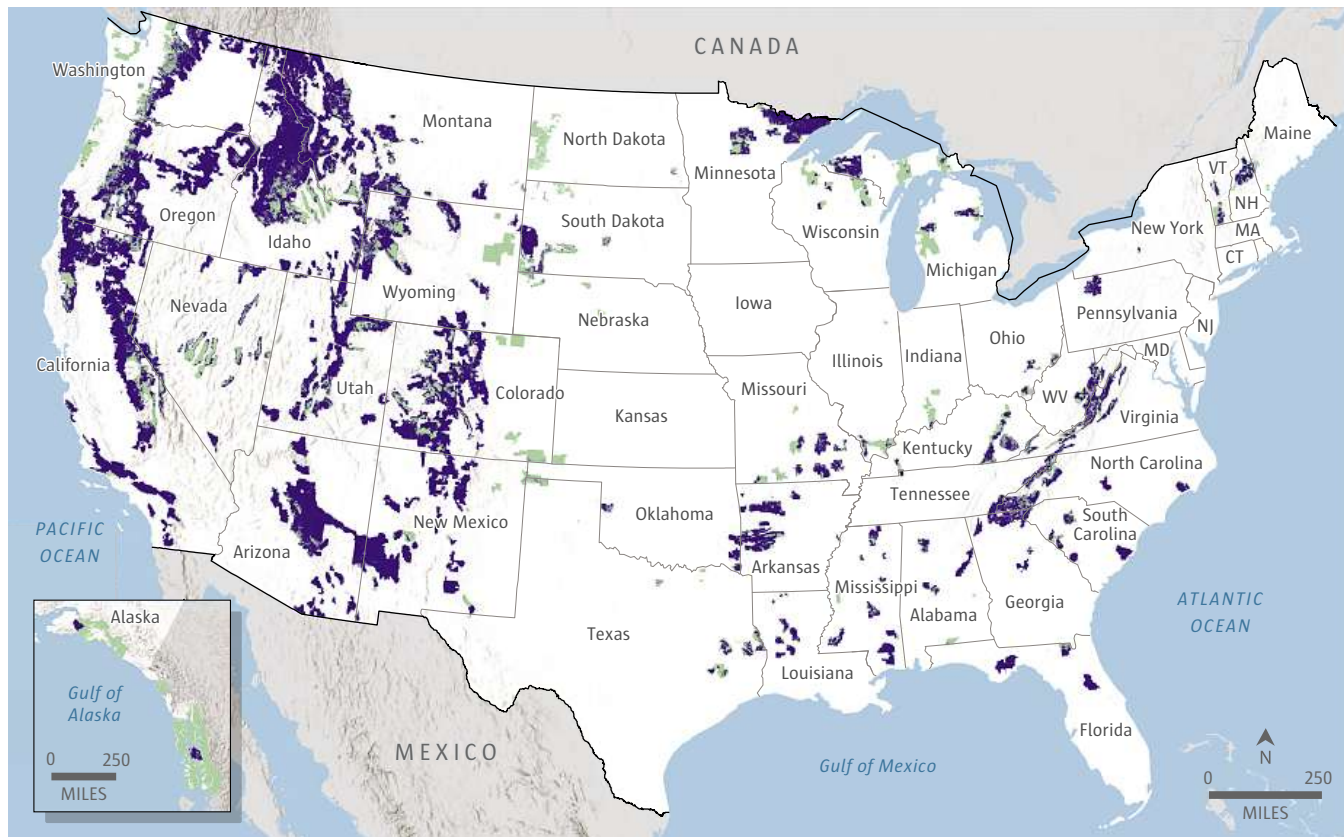 CANADA
Washington
Montana
North Dakota
Minnesota
Maine
VT
NH
Oregon
Idaho
South Dakota
Wisconsin
New York
MA
CT
Michigan
Wyoming
Nevada
Iowa
Nebraska
Pennsylvania
NJ
Ohio
MD
Illinois
Indiana
California
Utah
Colorado
Missouri
WV
Virginia
Kansas
Kentucky
North Carolina
Tennessee
PACIFIC
OCEAN
Arizona
New Mexico
Oklahoma
Arkansas
South
Carolina
Mississippi
Alabama
Georgia
ATLANTIC
OCEAN
Alaska
Texas
Louisiana
Gulf of
Alaska
Florida
MEXICO
Gulf of Mexico
0 250
MILES
N
0 250
MILES